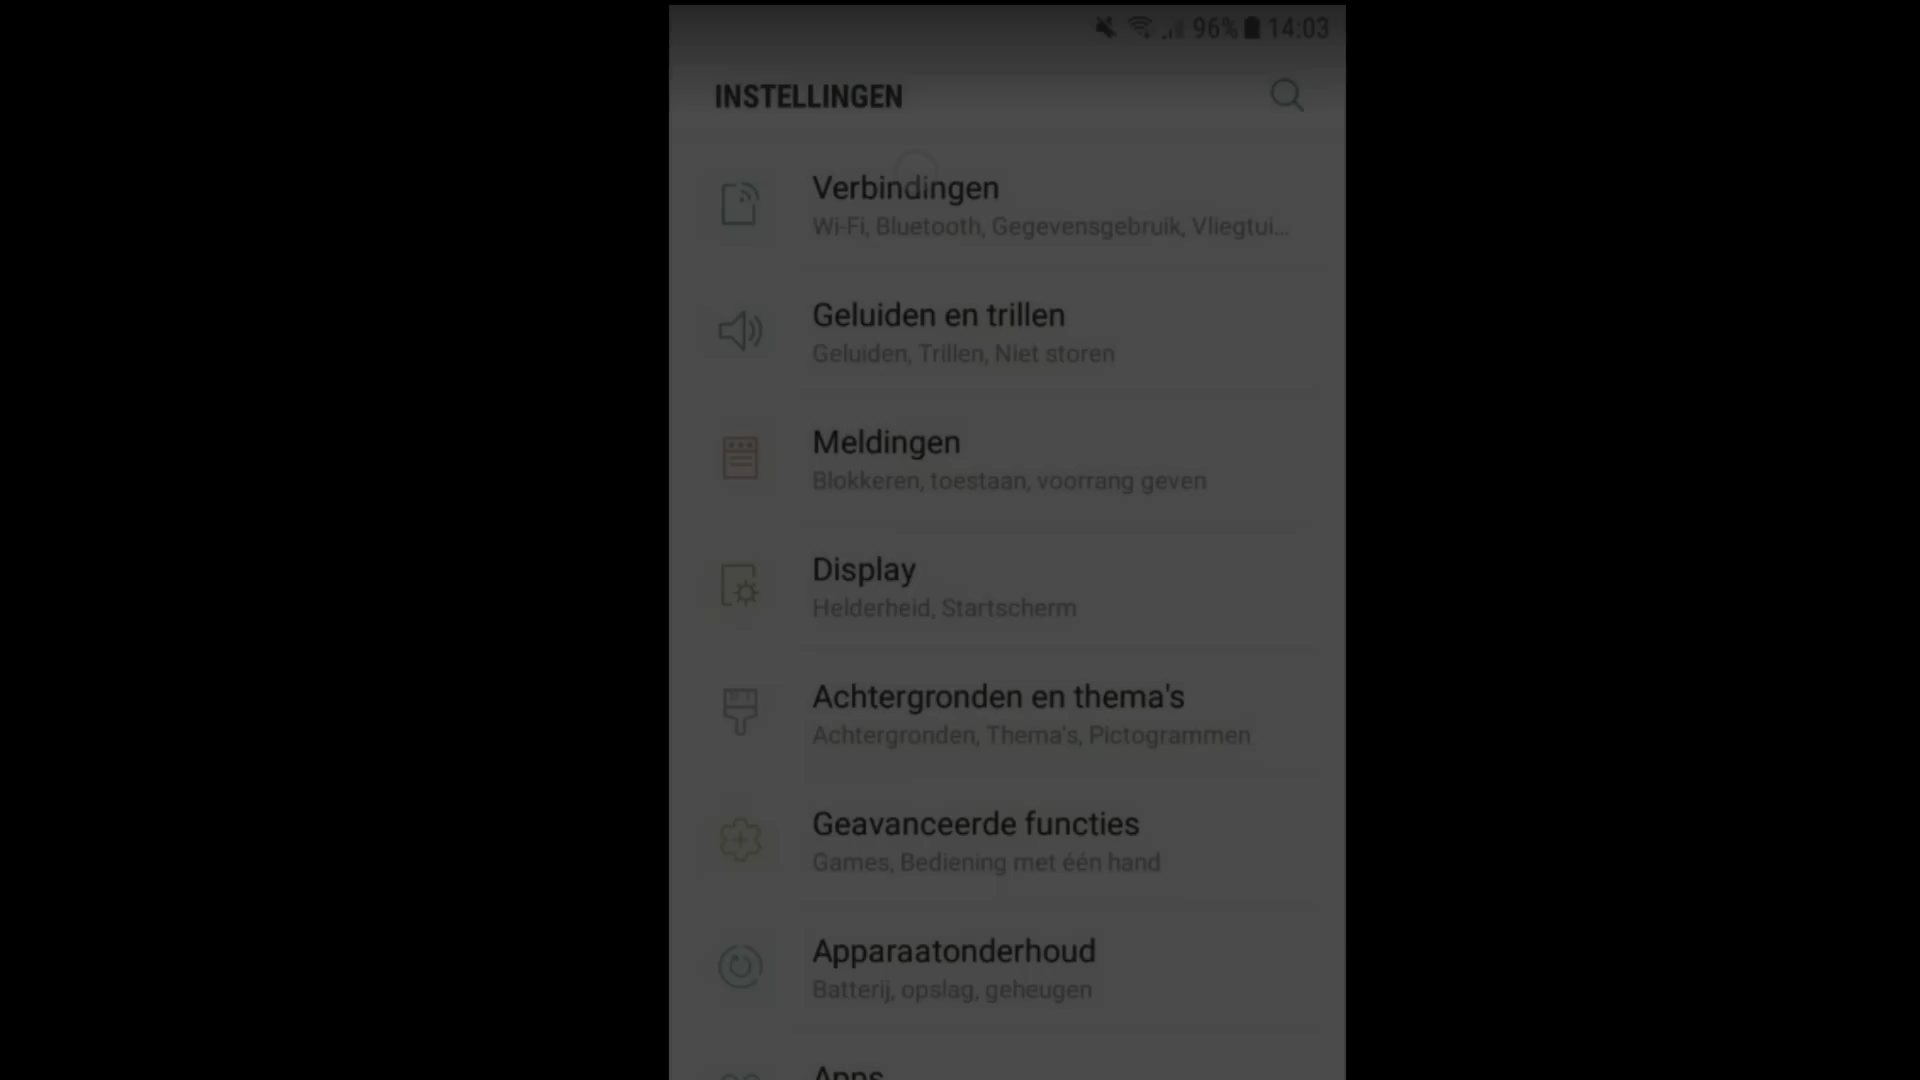 96% 14:03
INSTELLINGEN
Verbindingen
Wi-Fi, Bluetooth, Gegevensgebruik, Vliegtui...
Geluiden en trillen
Geluiden, Trillen, Niet storen
Meldingen
Blokkeren, toestaan, voorrang geven
Display
Helderheid, Startscherm
Achtergronden en thema's
Achtergronden, Thema's, Pictogrammen
Geavanceerde functies
Games, Bediening met één hand
Apparaatonderhoud
Batterij, opslag, geheugen
Apps